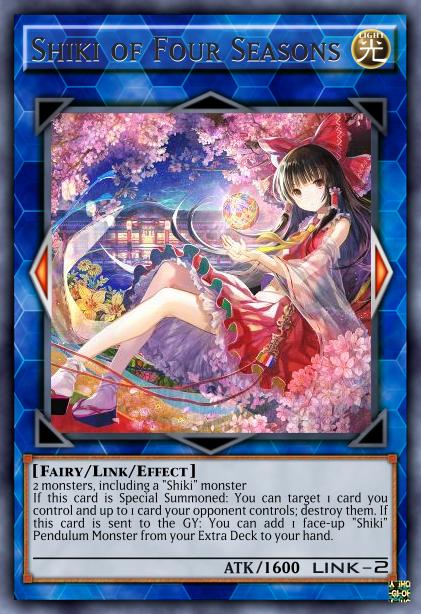 Shiki of Four Seasons
LIGHT
光
[Fairy/Link/Effect]
2 monsters, including a "Shiki" monster
If this card is Special Summoned: You can target 1 card you
control and up to 1 card your opponent controls; destroy them. If
this card is sent to the GY: You can add 1 face-up "Shiki"
Pendulum Monster from your Extra Deck to your hand.
ATK/1600 LINK-2